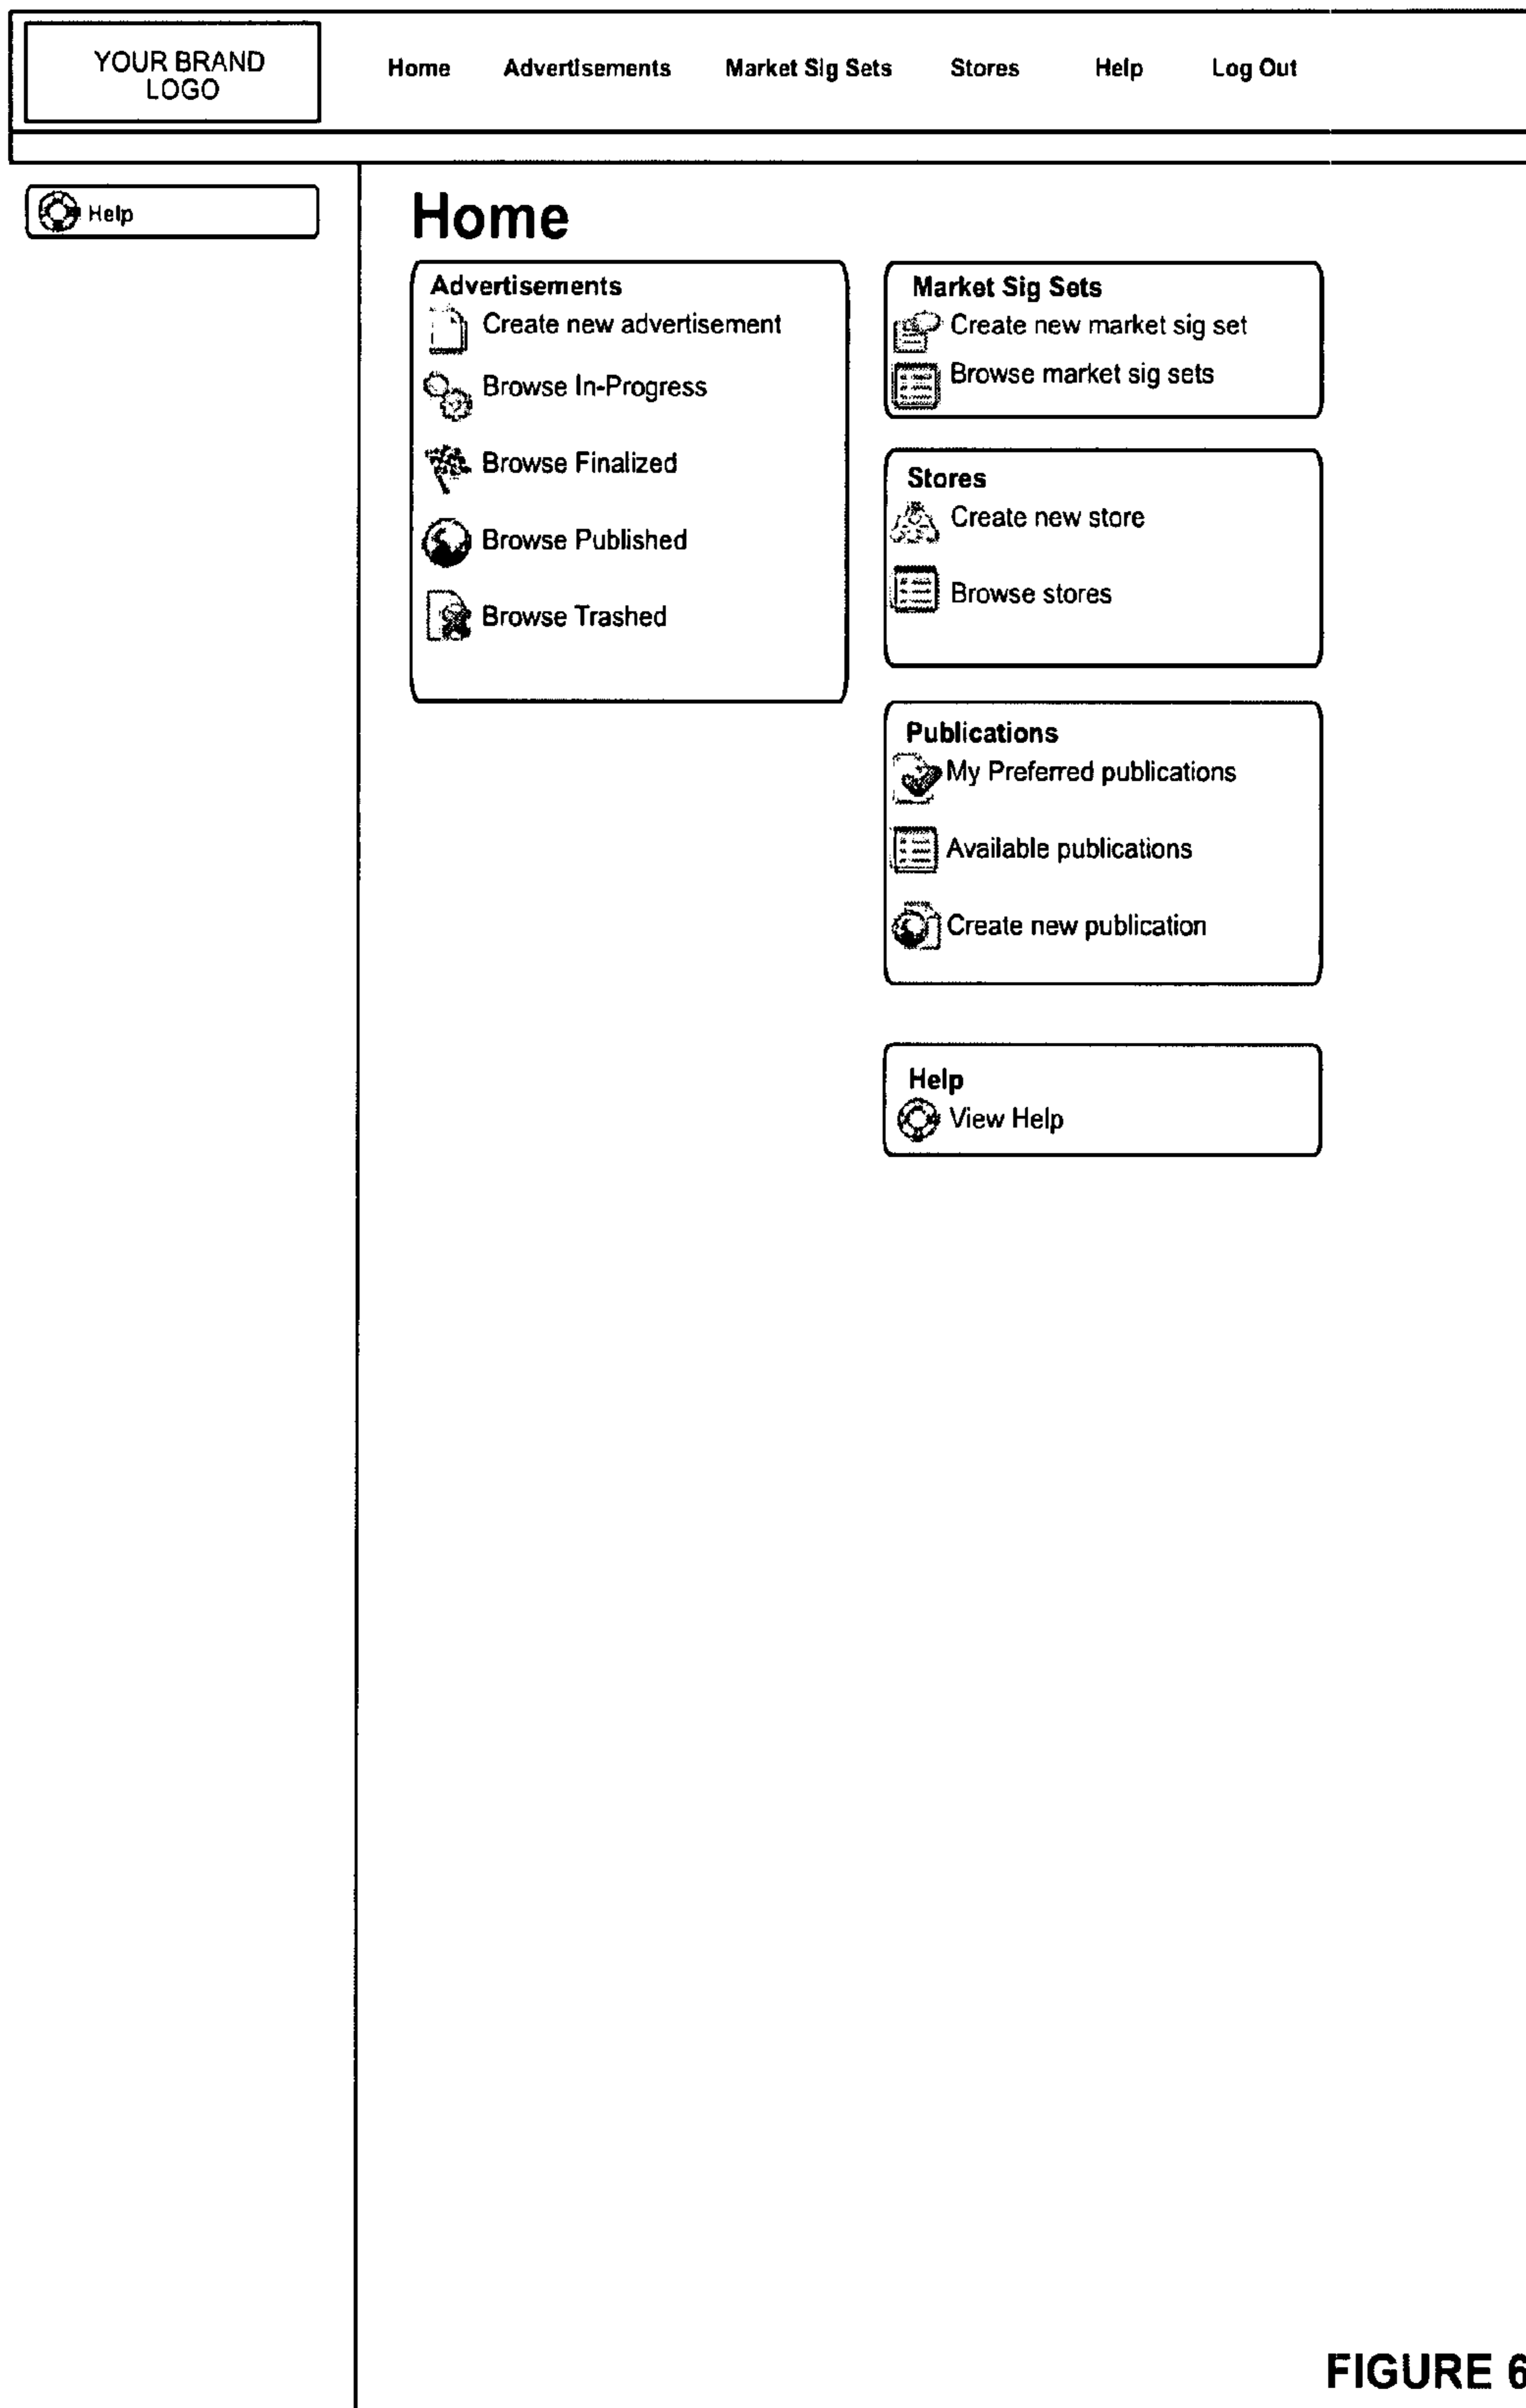 YOUR BRAND
LOGO
Home Advertisements Market Sig Sets Stores Help Log Out
Help
Home
Advertisements
Create new advertisement
Browse In-Progress
Browse Finalized
Browse Published
Browse Trashed
Market Sig Sets
Create new market sig set
Browse market sig sets
Stores
Create new store
Browse stores
Publications
My Preferred publications
Available publications
Create new publication
Help
View Help
FIGURE 6